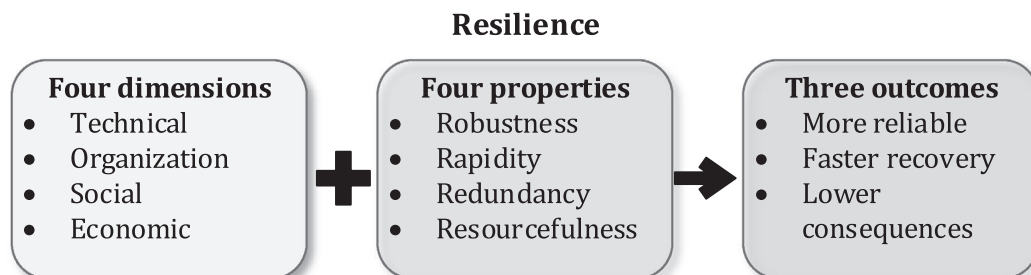 Resilience
Four dimensions
• Technical
• Organization
• Social
• Economic
Four properties
• Robustness
• Rapidity
• Redundancy
• Resourcefulness
Three outcomes
• More reliable
• Faster recovery
• Lower
consequences